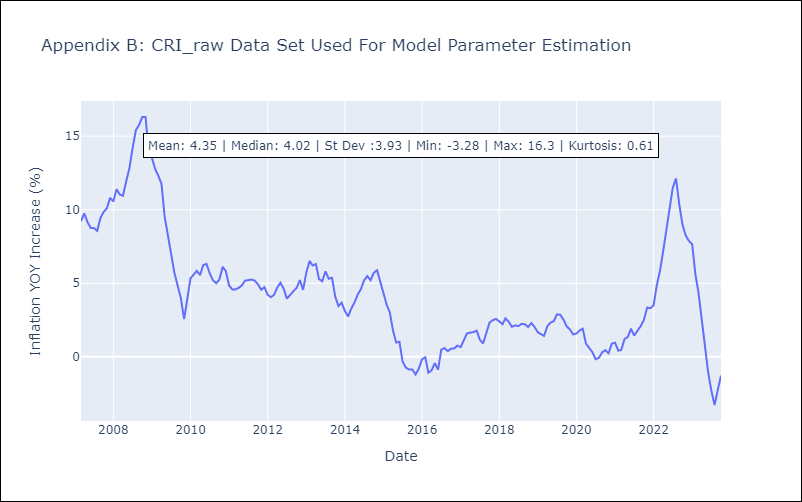 Appendix B: CRI_raw Data Set Used For Model Parameter Estimation
Mean: 4.35 | Median: 4.02 | St Dev :3.93 | Min: -3.28 | Max: 16.3 | Kurtosis: 0.61
Inflation YOY Increase (%)
15
10
5
0
2008 2010 2012 2014 2016 2018 2020 2022
Date